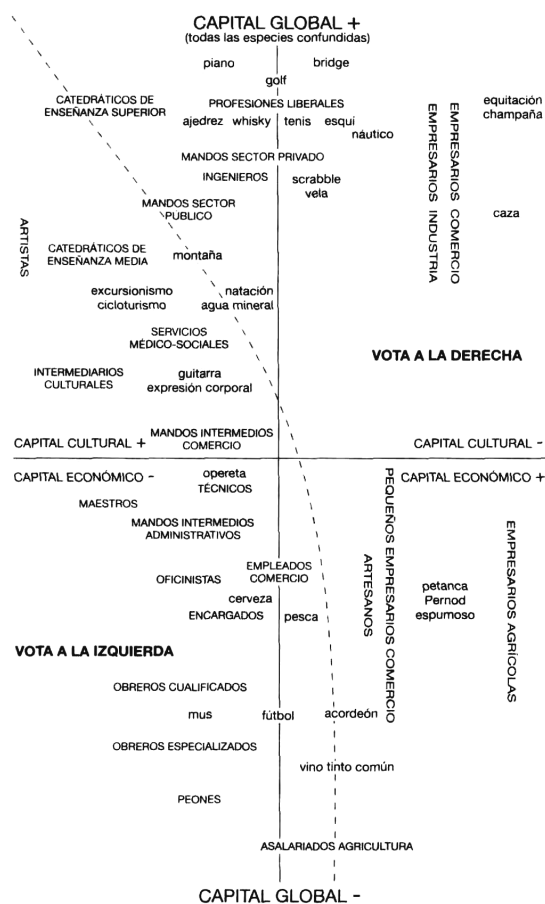 CAPITAL GLOBAL +
(todas las especies confundidas)
piano
bridge
golf
CATEDRÁTICOS DE
ENSEÑANZA SUPERIOR
PROFESIONES LIBERALES
ajedrez whisky tenis esquí
náutico
equitación
champaña
EMPRESARIOS COMERCIO
EMPRESARIOS INDUSTRIA
MANDOS SECTOR PRIVADO
INGENIEROS
scrabble
vela
MANDOS SECTOR
PÚBLICO
caza
ARTISTAS
CATEDRÁTICOS DE
ENSEÑANZA MEDIA
montaña
excursionismo
cicloturismo
natación
agua mineral
SERVICIOS
MÉDICO-SOCIALES
VOTA A LA DERECHA
INTERMEDIARIOS
CULTURALES
guitarra
expresión corporal
MANDOS INTERMEDIOS
COMERCIO
CAPITAL CULTURAL +
CAPITAL CULTURAL -
CAPITAL ECONÓMICO -
CAPITAL ECONÓMICO +
opereta
TÉCNICOS
MAESTROS
MANDOS INTERMEDIOS
ADMINISTRATIVOS
PEQUEÑOS EMPRESARIOS COMERCIO
ARTESANOS
EMPRESARIOS AGRÍCOLAS
EMPLEADOS
COMERCIO
OFICINISTAS
cerveza
ENCARGADOS
pesca
petanca
Pernod
espumoso
VOTA A LA IZQUIERDA
OBREROS CUALIFICADOS
mus
fútbol
acordeón
OBREROS ESPECIALIZADOS
vino tinto común
PEONES
ASALARIADOS AGRICULTURA
CAPITAL GLOBAL -